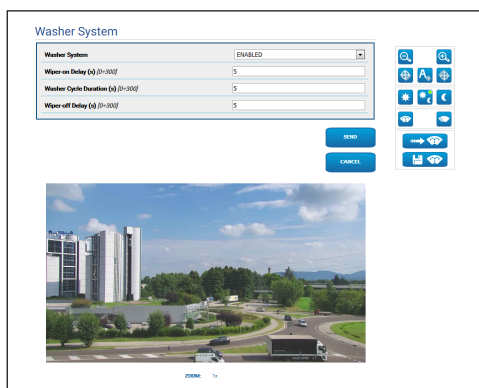 Washer System
Washer System ENABLED
Wiper-on Delay (s) [0÷300] 5
Washer Cycle Duration (s) [0÷300] 5
Wiper-off Delay (s) [0÷300] 5
A
SEND
CANCEL
ZOOM: 1x